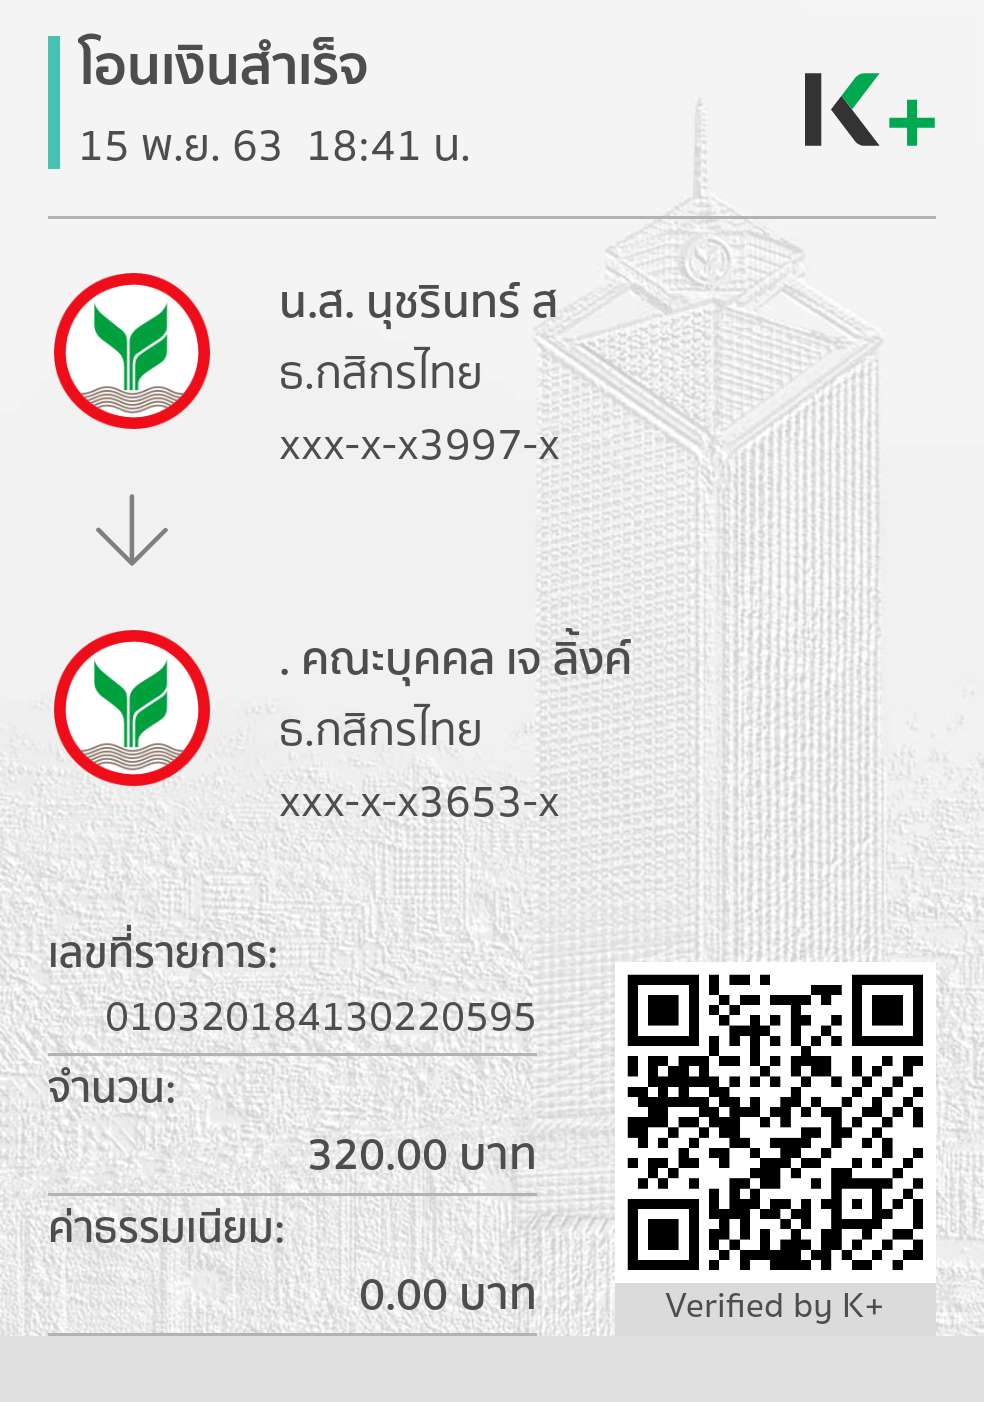 โอนเงินสำเร็จ
15 พ.ย. 63  18:41 น.
K+
น.ส. นุชรินทร์ ส
ธ.กสิกรไทย
xxx-x-x3997-x
. คณะบุคคล เจ ลิ้งค์
ธ.กสิกรไทย
xxx-x-x3653-x
เลขที่รายการ:
010320184130220595
จำนวน:
320.00 บาท
ค่าธรรมเนียม:
0.00 บาท
Verified by K+